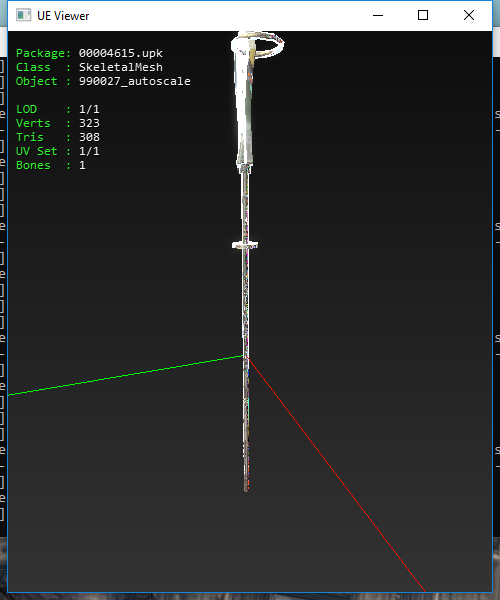 UE Viewer
Package: 00004615.upk
Class  : SkeletalMesh
Object : 990027_autoscale
LOD    : 1/1
Verts  : 323
Tris   : 308
UV Set : 1/1
Bones  : 1